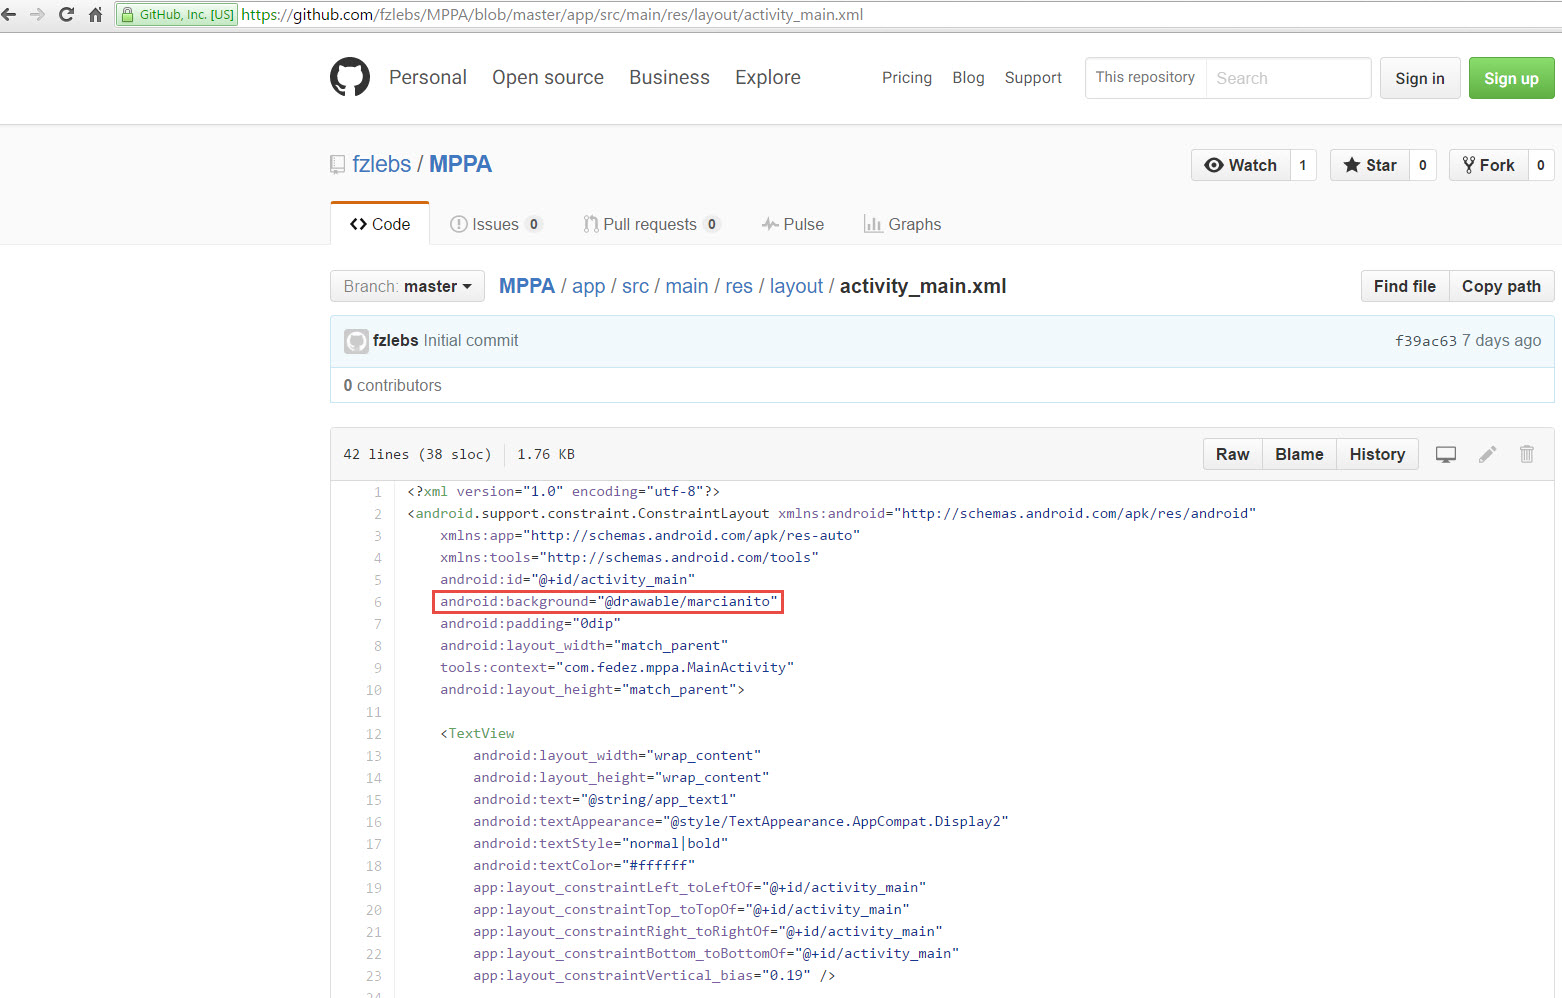 GitHub, Inc. [US] https://github.com/fzlebs/MPPA/blob/master/app/src/main/res/layout/activity_main.xml
Personal Open source Business Explore Pricing Blog Support This repository Search Sign in Sign up
fzlebs / MPPA Watch 1 Star 0 Fork 0
Code Issues 0 Pull requests 0 Pulse Graphs
Branch: master MPPA / app / src / main / res / layout / activity_main.xml Find file Copy path
fzlebs Initial commit f39ac63 7 days ago
0 contributors
42 lines (38 sloc) 1.76 KB Raw Blame History
1 <?xml version="1.0" encoding="utf-8"?>
2 <android.support.constraint.ConstraintLayout xmlns:android="http://schemas.android.com/apk/res/android"
3 xmlns:app="http://schemas.android.com/apk/res-auto"
4 xmlns:tools="http://schemas.android.com/tools"
5 android:id="@+id/activity_main"
6 android:background="@drawable/marcianito"
7 android:padding="0dip"
8 android:layout_width="match_parent"
9 tools:context="com.fedez.mppa.MainActivity"
10 android:layout_height="match_parent">
11
12 <TextView
13 android:layout_width="wrap_content"
14 android:layout_height="wrap_content"
15 android:text="@string/app_text1"
16 android:textAppearance="@style/TextAppearance.AppCompat.Display2"
17 android:textStyle="normal|bold"
18 android:textColor="#ffffff"
19 app:layout_constraintLeft_toLeftOf="@+id/activity_main"
20 app:layout_constraintTop_toTopOf="@+id/activity_main"
21 app:layout_constraintRight_toRightOf="@+id/activity_main"
22 app:layout_constraintBottom_toBottomOf="@+id/activity_main"
23 app:layout_constraintVertical_bias="0.19" />
24